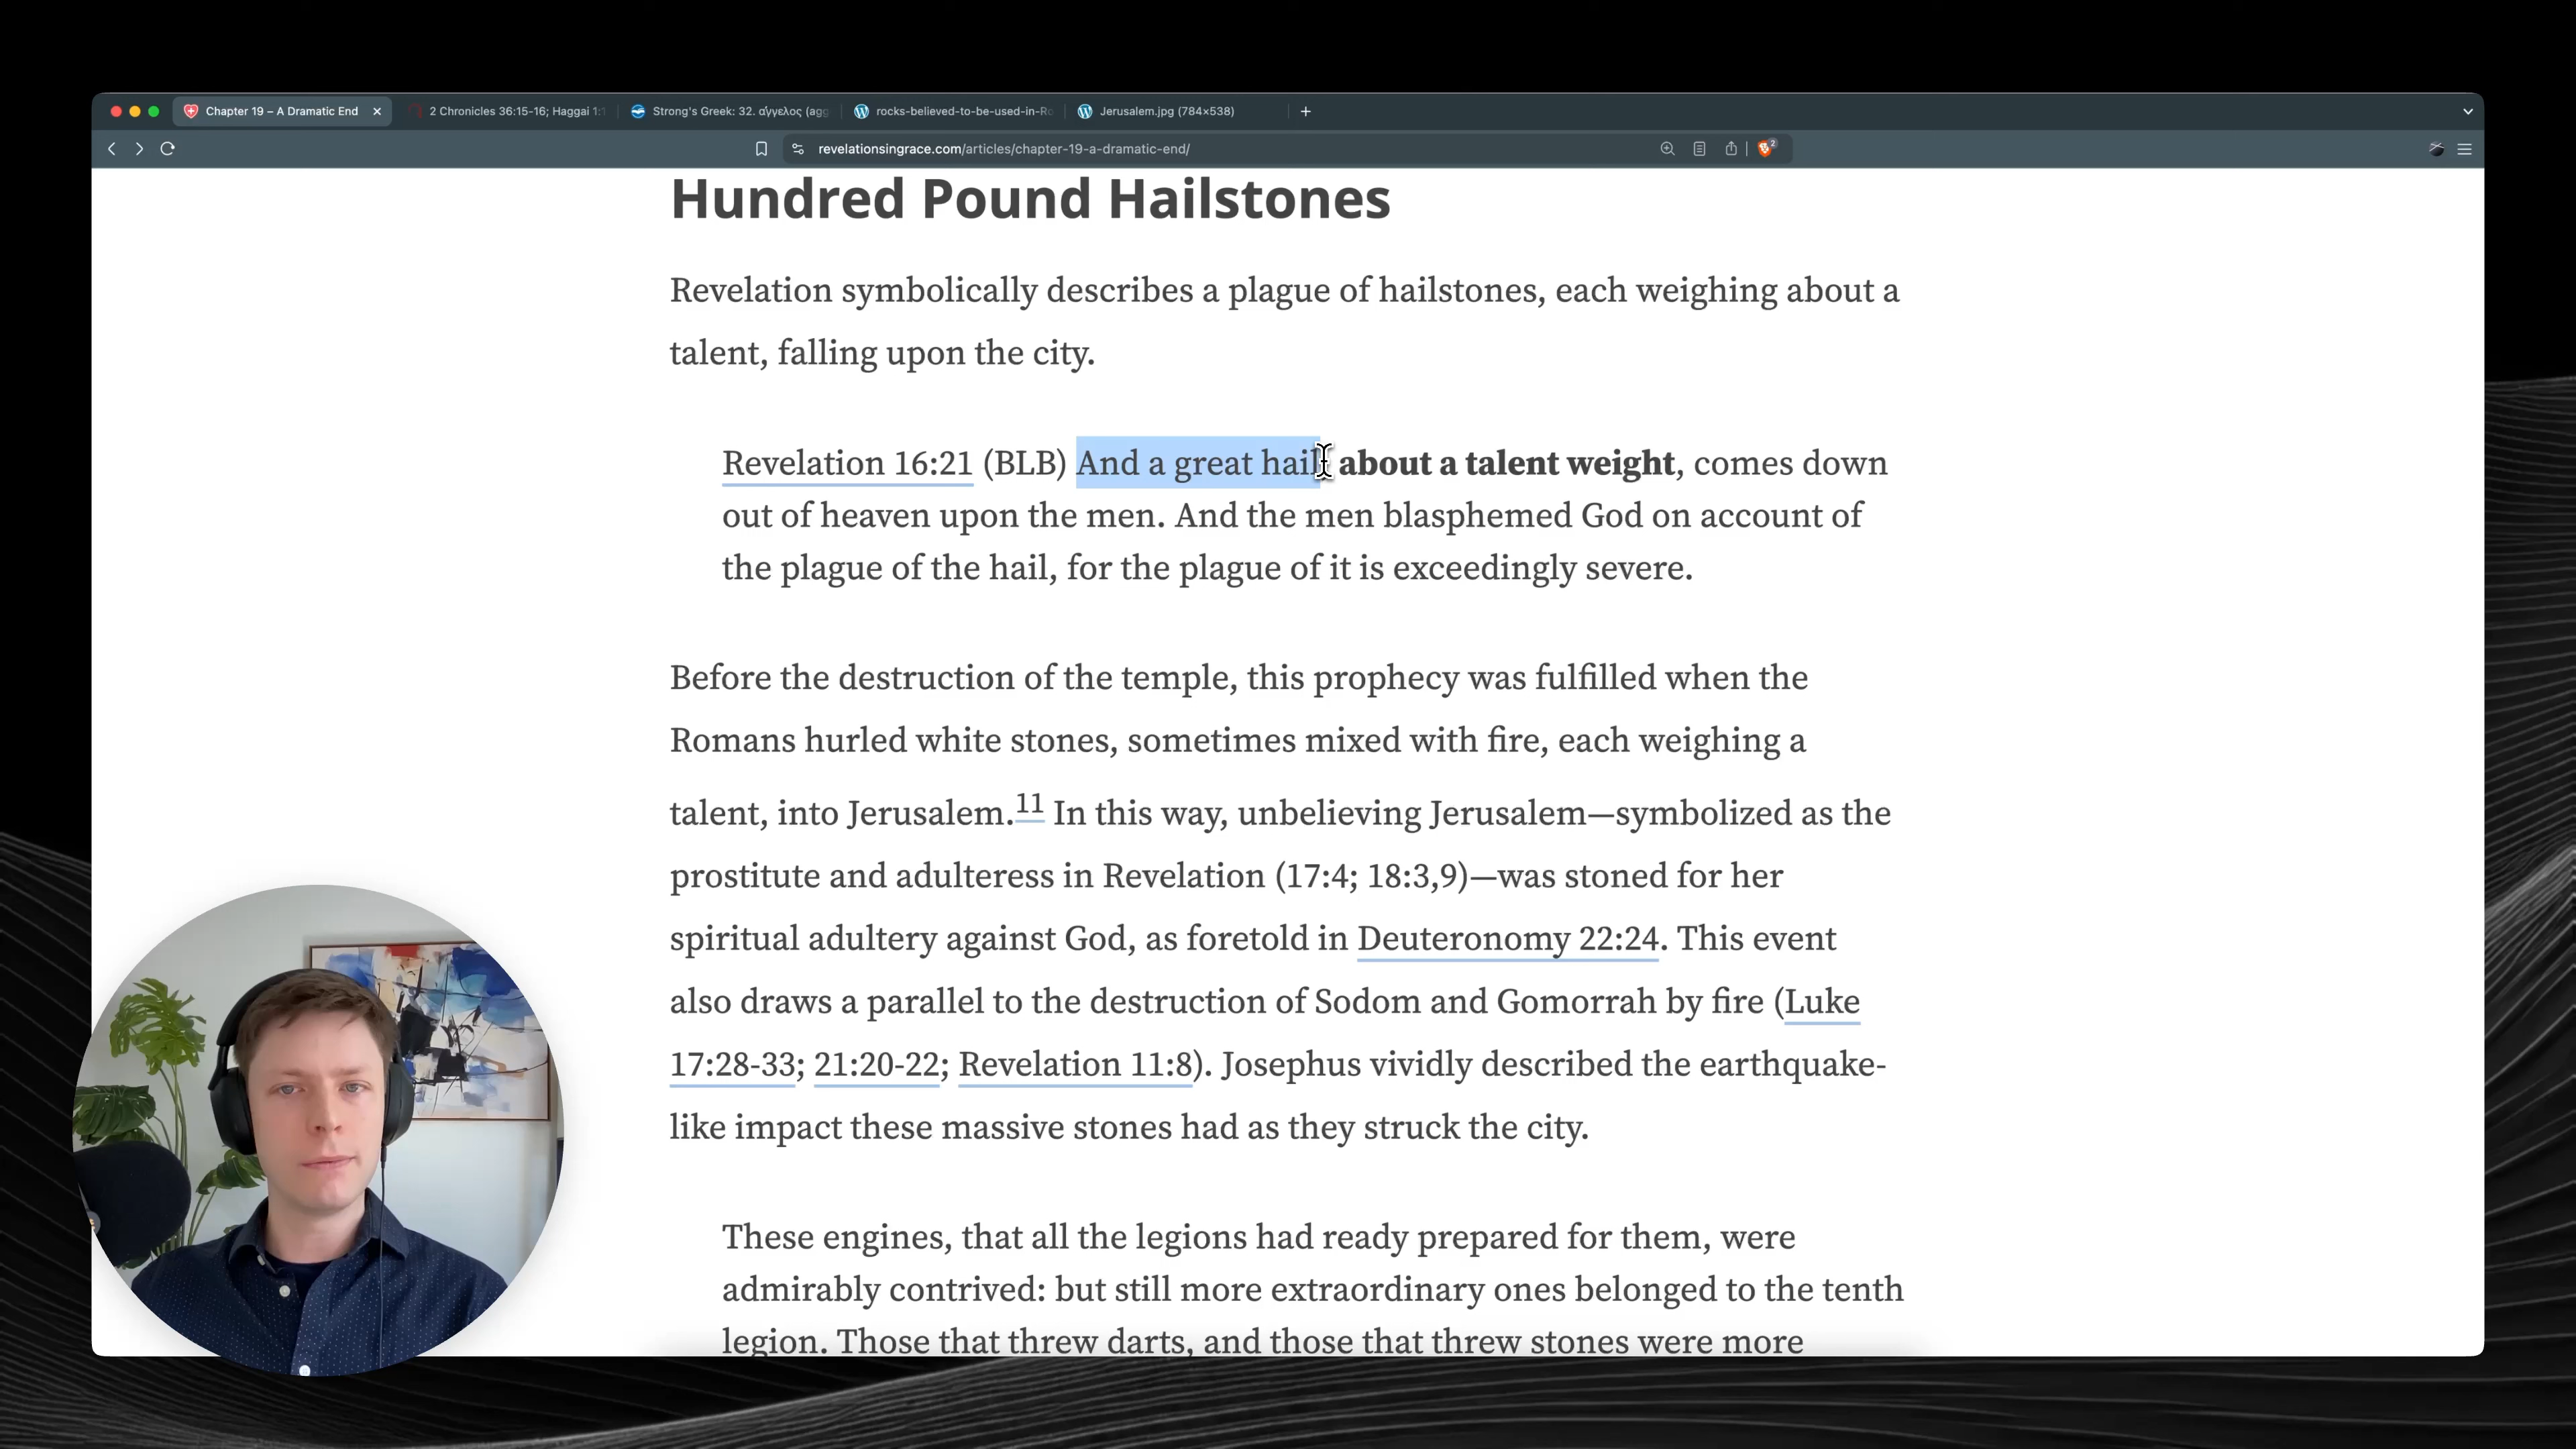 Chapter 19 – A Dramatic End
2 Chronicles 36:15-16; Haggai 1:1
Strong's Greek: 32. ἄγγελος (agg
rocks-believed-to-be-used-in-Ro
Jerusalem.jpg (784×538)
revelationsingrace.com/articles/chapter-19-a-dramatic-end/
2
Hundred Pound Hailstones
Revelation symbolically describes a plague of hailstones, each weighing about a
talent, falling upon the city.
Revelation 16:21 (BLB) And a great hail, about a talent weight, comes down
out of heaven upon the men. And the men blasphemed God on account of
the plague of the hail, for the plague of it is exceedingly severe.
Before the destruction of the temple, this prophecy was fulfilled when the
Romans hurled white stones, sometimes mixed with fire, each weighing a
talent, into Jerusalem.11 In this way, unbelieving Jerusalem—symbolized as the
prostitute and adulteress in Revelation (17:4; 18:3,9)—was stoned for her
spiritual adultery against God, as foretold in Deuteronomy 22:24. This event
also draws a parallel to the destruction of Sodom and Gomorrah by fire (Luke
17:28-33; 21:20-22; Revelation 11:8). Josephus vividly described the earthquake-
like impact these massive stones had as they struck the city.
These engines, that all the legions had ready prepared for them, were
admirably contrived: but still more extraordinary ones belonged to the tenth
legion. Those that threw darts, and those that threw stones were more